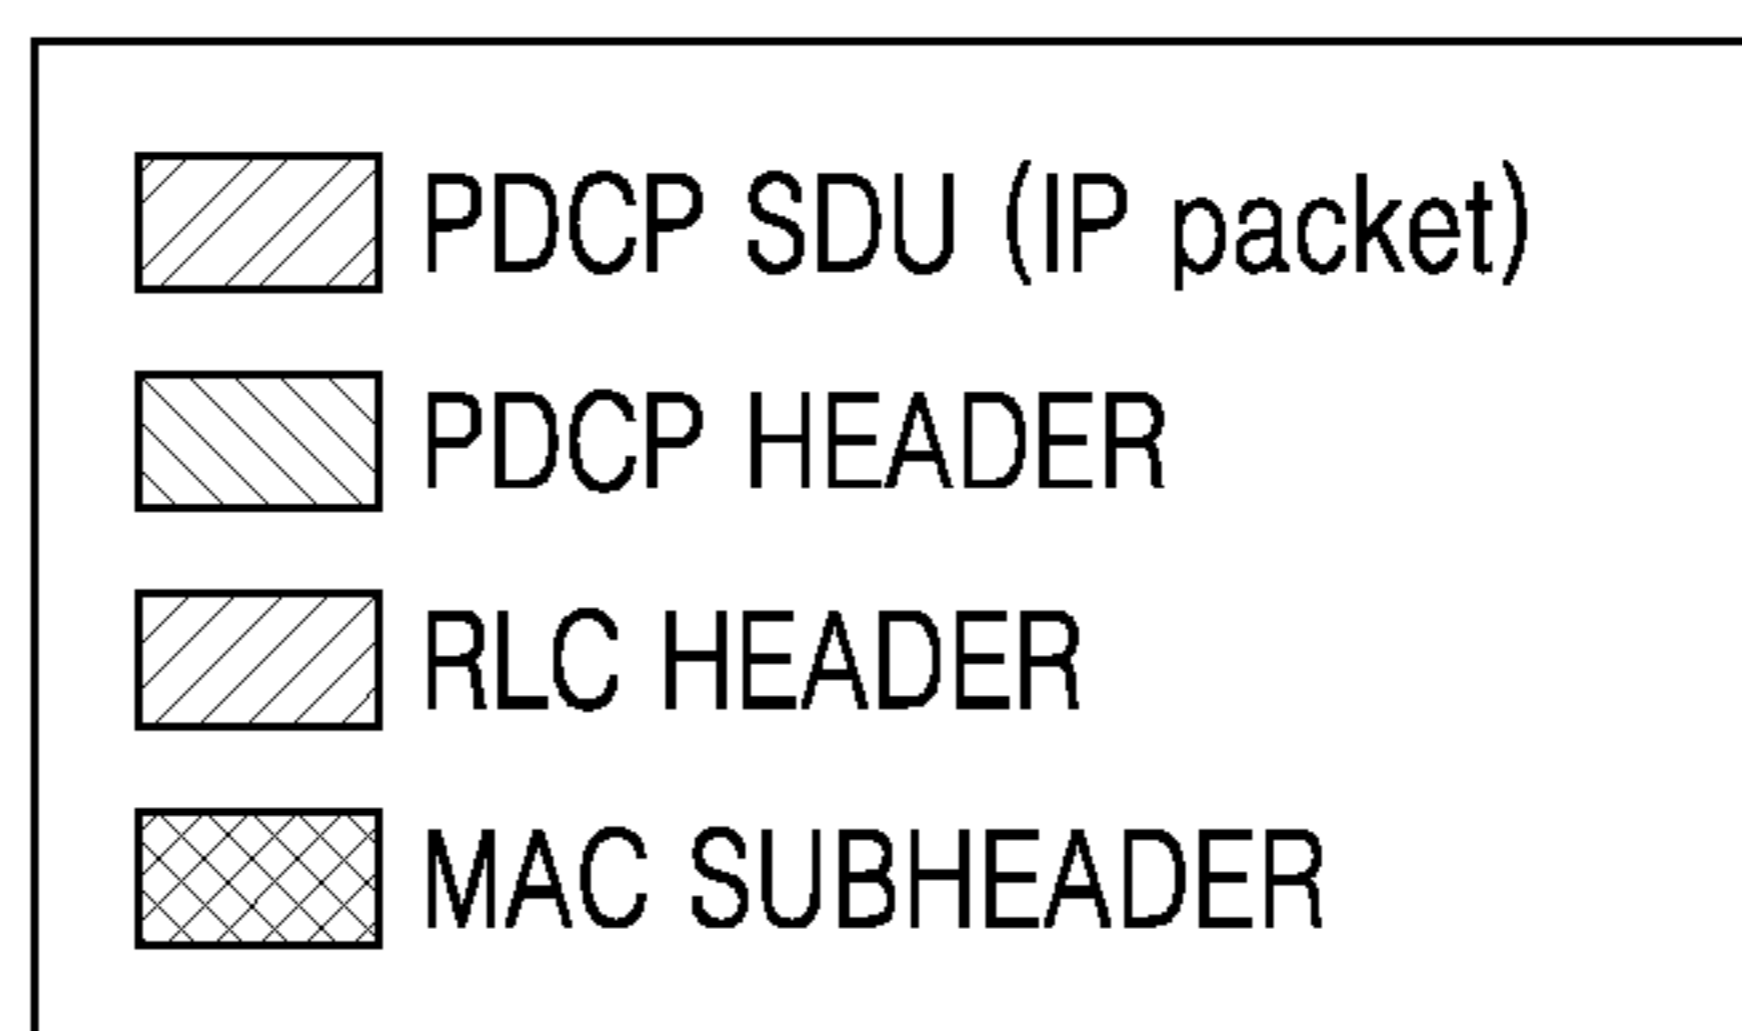 PDCP SDU (IP packet)
PDCP HEADER
RLC HEADER
MAC SUBHEADER